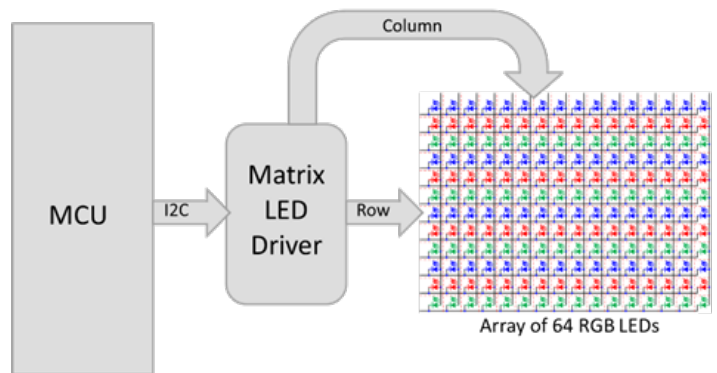 Column
MCU
I2C
Matrix
LED
Driver
Row
Array of 64 RGB LEDs